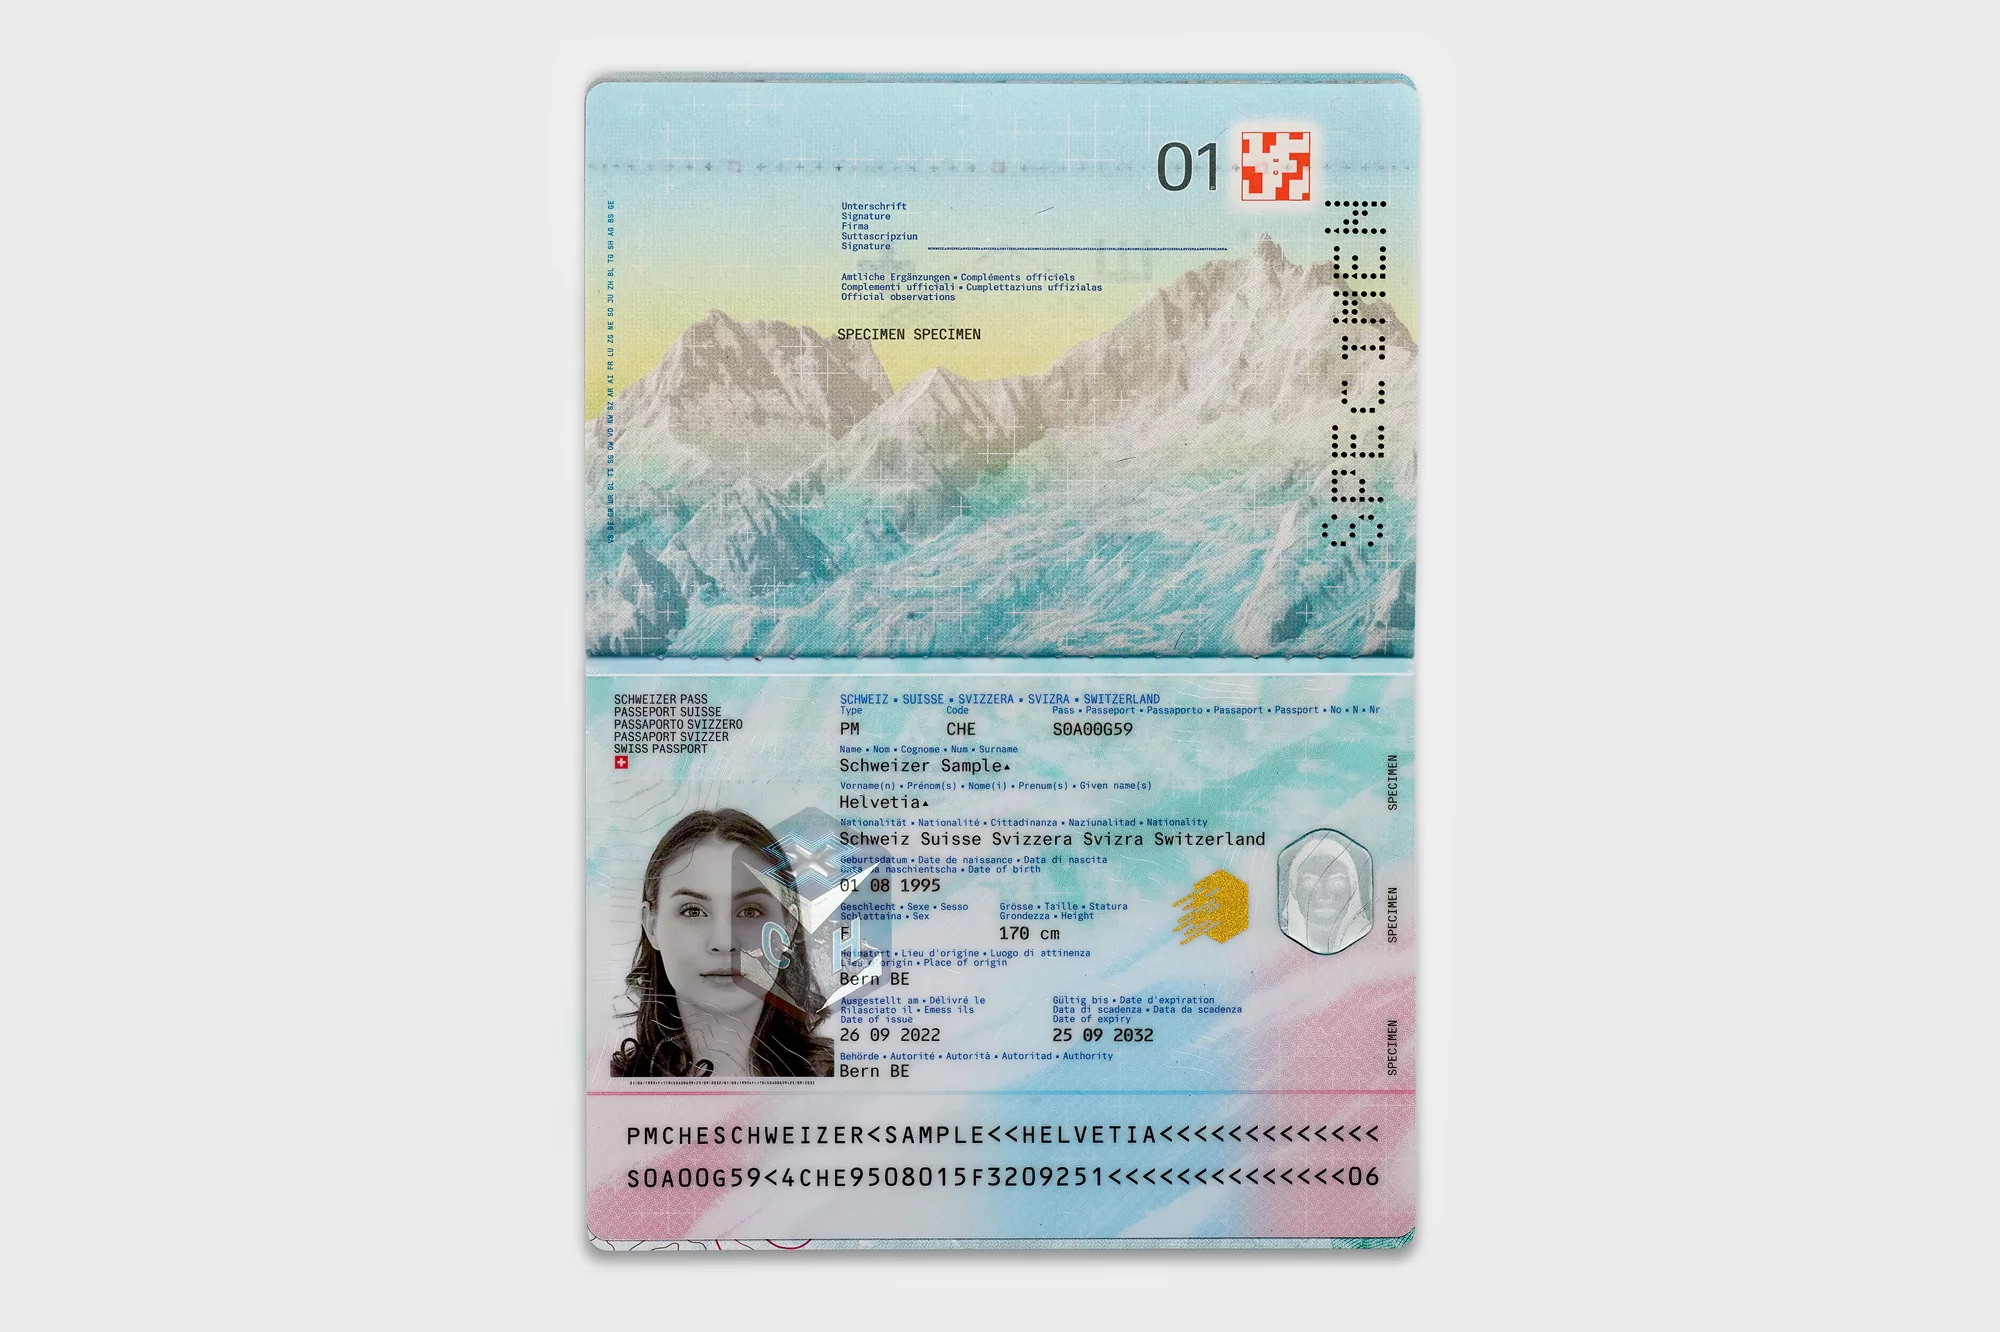 01
Unterschrift
Signature
Firma
Suttascripziun
Signature
Amtliche Ergänzungen ▪ Compléments officiels
Complementi ufficiali ▪ Cumplettaziuns uffizialas
Official observations
SPECIMEN SPECIMEN
SPECIMEN
VS BE GR UR GL TI SG OW VD NW SZ AR AI FR LU ZG NE SO JU ZH BL TG SH AG BS GE
SCHWEIZER PASS
PASSEPORT SUISSE
PASSAPORTO SVIZZERO
PASSAPORT SVIZZER
SWISS PASSPORT
SCHWEIZ ▪ SUISSE ▪ SVIZZERA ▪ SVIZRA ▪ SWITZERLAND
Type Code Pass ▪ Passeport ▪ Passaporto ▪ Passaport ▪ Passport ▪ No ▪ N ▪ Nr
PM CHE S0A00G59
Name ▪ Nom ▪ Cognome ▪ Num ▪ Surname
Schweizer Sample▴
Vorname(n) ▪ Prénom(s) ▪ Nome(i) ▪ Prenum(s) ▪ Given name(s)
Helvetia▴
Nationalität ▪ Nationalité ▪ Cittadinanza ▪ Naziunalitad ▪ Nationality
Schweiz Suisse Svizzera Svizra Switzerland
Geburtsdatum ▪ Date de naissance ▪ Data di nascita
Data da naschientscha ▪ Date of birth
01 08 1995
Geschlecht ▪ Sexe ▪ Sesso Grösse ▪ Taille ▪ Statura
Schlattaina ▪ Sex Grondezza ▪ Height
F 170 cm
Heimatort ▪ Lieu d'origine ▪ Luogo di attinenza
origin ▪ Place of origin
Bern BE
Ausgestellt am ▪ Délivré le Gültig bis ▪ Date d'expiration
Rilasciato il ▪ Emess ils Data di scadenza ▪ Data da scadenza
Date of issue Date of expiry
26 09 2022 25 09 2032
Behörde ▪ Autorité ▪ Autorità ▪ Autoritad ▪ Authority
Bern BE
CH
SPECIMEN
SPECIMEN
SPECIMEN
PMCHESCHWEIZER<SAMPLE<<HELVETIA<<<<<<<<<<<<<
S0A00G59<4CHE9508015F3209251<<<<<<<<<<<<<<06